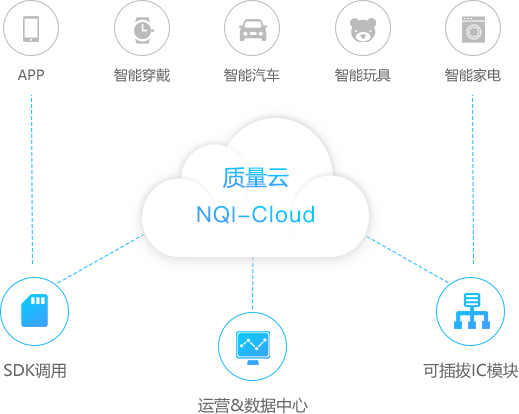 APP
智能穿戴
智能汽车
智能玩具
智能家电
质量云
NQI-Cloud
SDK调用
可插拔IC模块
运营&数据中心